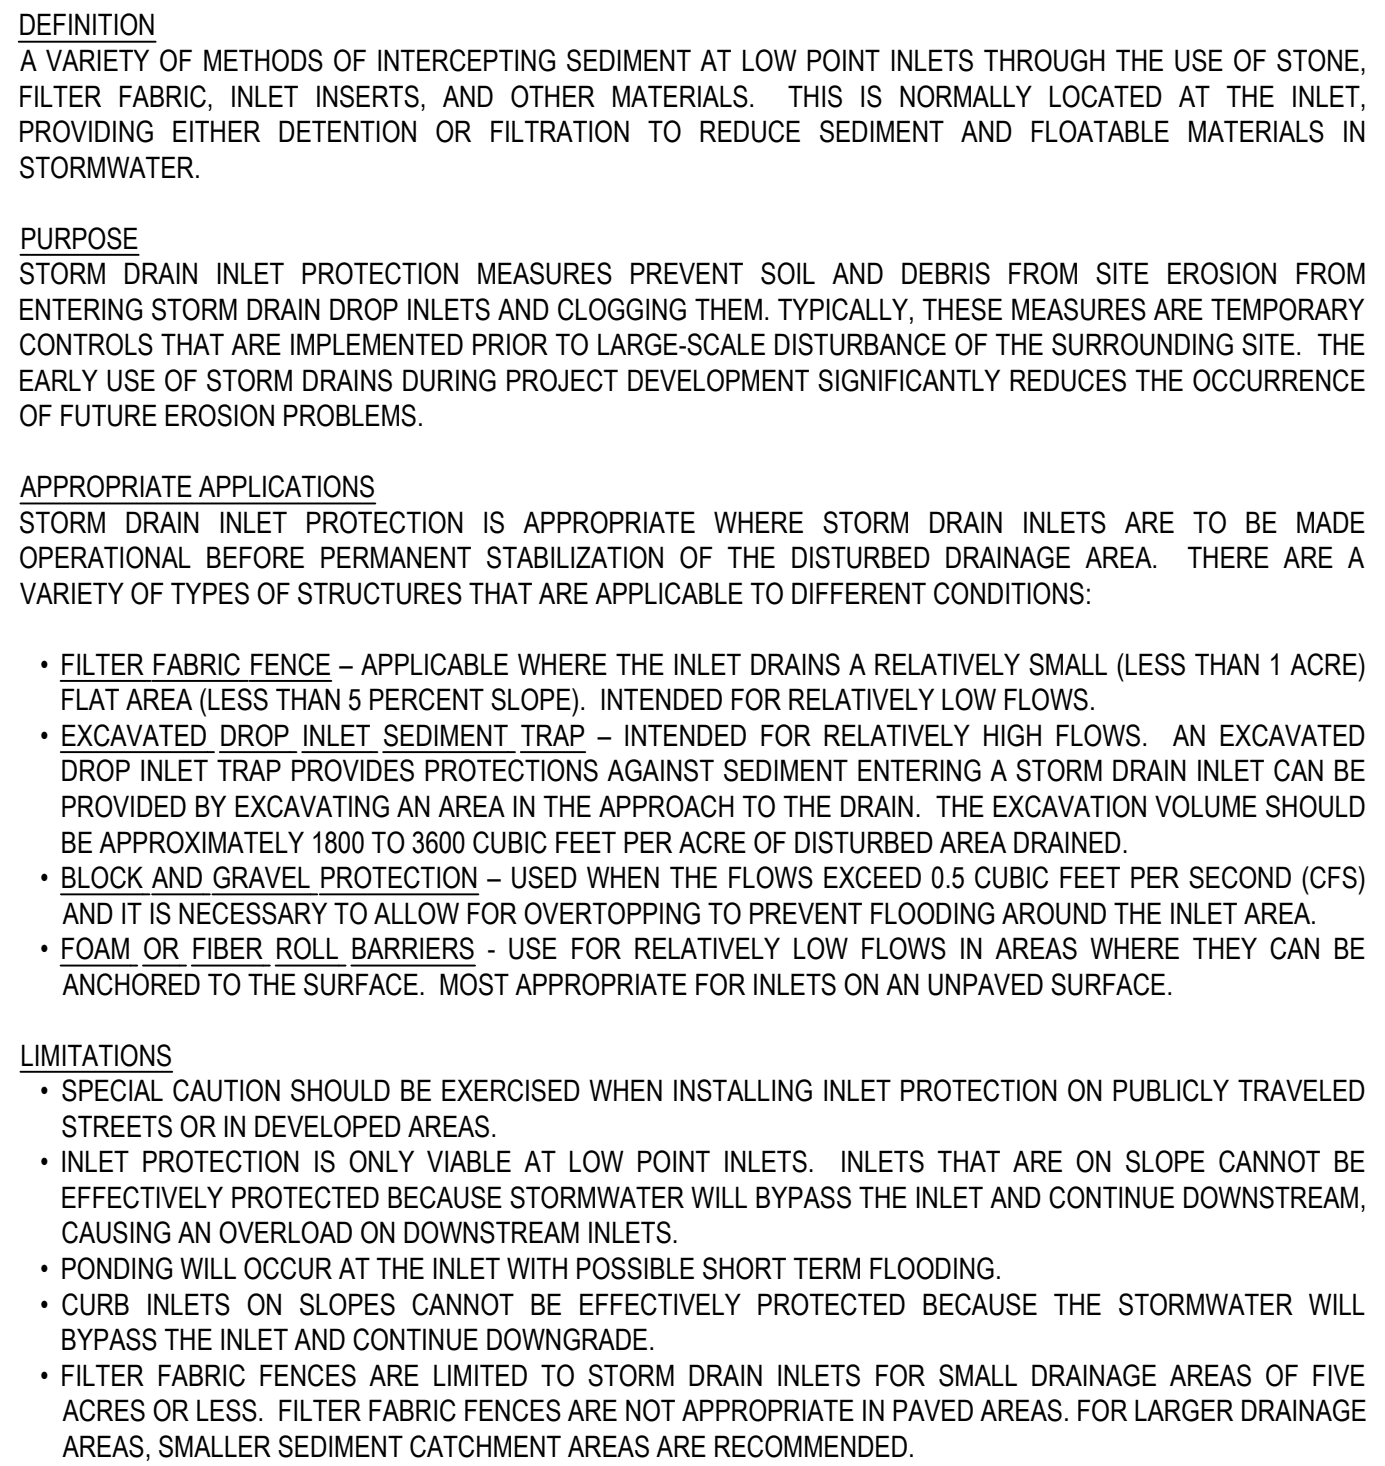 DEFINITION
A VARIETY OF METHODS OF INTERCEPTING SEDIMENT AT LOW POINT INLETS THROUGH THE USE OF STONE,
FILTER FABRIC, INLET INSERTS, AND OTHER MATERIALS. THIS IS NORMALLY LOCATED AT THE INLET,
PROVIDING EITHER DETENTION OR FILTRATION TO REDUCE SEDIMENT AND FLOATABLE MATERIALS IN
STORMWATER.
PURPOSE
STORM DRAIN INLET PROTECTION MEASURES PREVENT SOIL AND DEBRIS FROM SITE EROSION FROM
ENTERING STORM DRAIN DROP INLETS AND CLOGGING THEM. TYPICALLY, THESE MEASURES ARE TEMPORARY
CONTROLS THAT ARE IMPLEMENTED PRIOR TO LARGE-SCALE DISTURBANCE OF THE SURROUNDING SITE. THE
EARLY USE OF STORM DRAINS DURING PROJECT DEVELOPMENT SIGNIFICANTLY REDUCES THE OCCURRENCE
OF FUTURE EROSION PROBLEMS.
APPROPRIATE APPLICATIONS
STORM DRAIN INLET PROTECTION IS APPROPRIATE WHERE STORM DRAIN INLETS ARE TO BE MADE
OPERATIONAL BEFORE PERMANENT STABILIZATION OF THE DISTURBED DRAINAGE AREA. THERE ARE A
VARIETY OF TYPES OF STRUCTURES THAT ARE APPLICABLE TO DIFFERENT CONDITIONS:
• FILTER FABRIC FENCE – APPLICABLE WHERE THE INLET DRAINS A RELATIVELY SMALL (LESS THAN 1 ACRE)
FLAT AREA (LESS THAN 5 PERCENT SLOPE). INTENDED FOR RELATIVELY LOW FLOWS.
• EXCAVATED DROP INLET SEDIMENT TRAP – INTENDED FOR RELATIVELY HIGH FLOWS. AN EXCAVATED
DROP INLET TRAP PROVIDES PROTECTIONS AGAINST SEDIMENT ENTERING A STORM DRAIN INLET CAN BE
PROVIDED BY EXCAVATING AN AREA IN THE APPROACH TO THE DRAIN. THE EXCAVATION VOLUME SHOULD
BE APPROXIMATELY 1800 TO 3600 CUBIC FEET PER ACRE OF DISTURBED AREA DRAINED.
• BLOCK AND GRAVEL PROTECTION – USED WHEN THE FLOWS EXCEED 0.5 CUBIC FEET PER SECOND (CFS)
AND IT IS NECESSARY TO ALLOW FOR OVERTOPPING TO PREVENT FLOODING AROUND THE INLET AREA.
• FOAM OR FIBER ROLL BARRIERS - USE FOR RELATIVELY LOW FLOWS IN AREAS WHERE THEY CAN BE
ANCHORED TO THE SURFACE. MOST APPROPRIATE FOR INLETS ON AN UNPAVED SURFACE.
LIMITATIONS
• SPECIAL CAUTION SHOULD BE EXERCISED WHEN INSTALLING INLET PROTECTION ON PUBLICLY TRAVELED
STREETS OR IN DEVELOPED AREAS.
• INLET PROTECTION IS ONLY VIABLE AT LOW POINT INLETS. INLETS THAT ARE ON SLOPE CANNOT BE
EFFECTIVELY PROTECTED BECAUSE STORMWATER WILL BYPASS THE INLET AND CONTINUE DOWNSTREAM,
CAUSING AN OVERLOAD ON DOWNSTREAM INLETS.
• PONDING WILL OCCUR AT THE INLET WITH POSSIBLE SHORT TERM FLOODING.
• CURB INLETS ON SLOPES CANNOT BE EFFECTIVELY PROTECTED BECAUSE THE STORMWATER WILL
BYPASS THE INLET AND CONTINUE DOWNGRADE.
• FILTER FABRIC FENCES ARE LIMITED TO STORM DRAIN INLETS FOR SMALL DRAINAGE AREAS OF FIVE
ACRES OR LESS. FILTER FABRIC FENCES ARE NOT APPROPRIATE IN PAVED AREAS. FOR LARGER DRAINAGE
AREAS, SMALLER SEDIMENT CATCHMENT AREAS ARE RECOMMENDED.